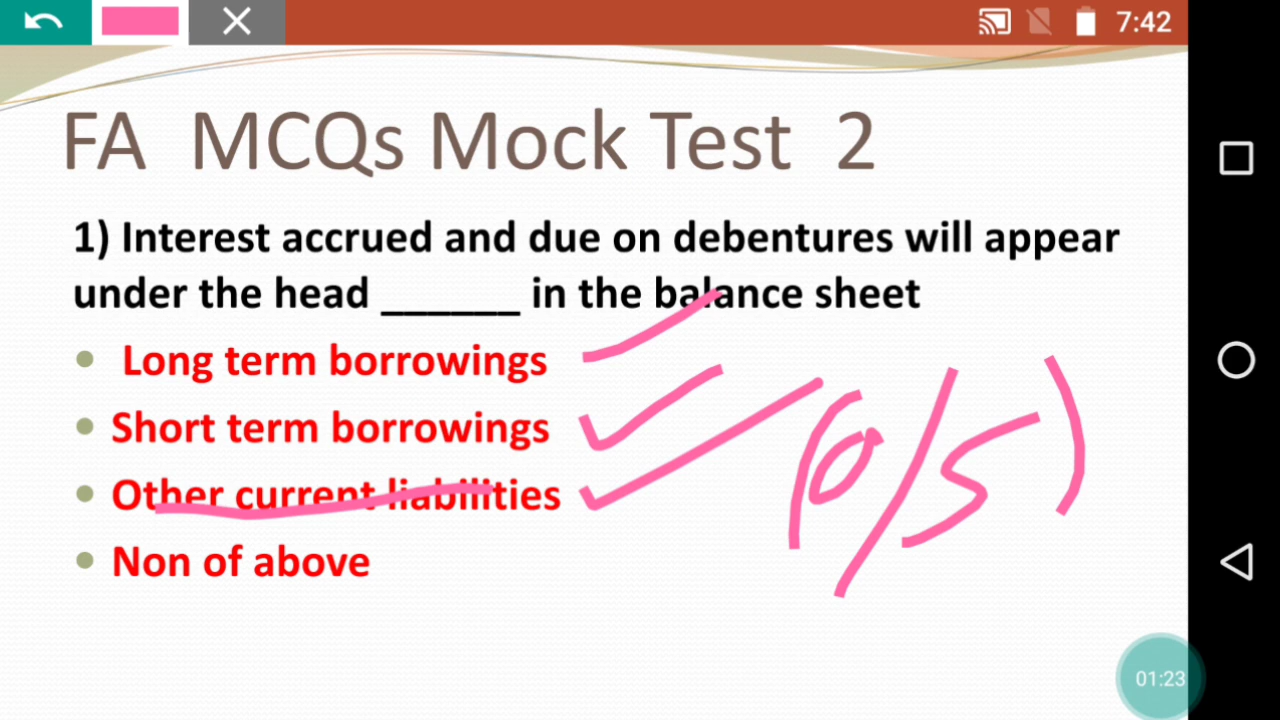 7:42
FA MCQs Mock Test 2
1) Interest accrued and due on debentures will appear
under the head ______ in the balance sheet
Long term borrowings
Short term borrowings
Other current liabilities
Non of above
(0/5)
01:23